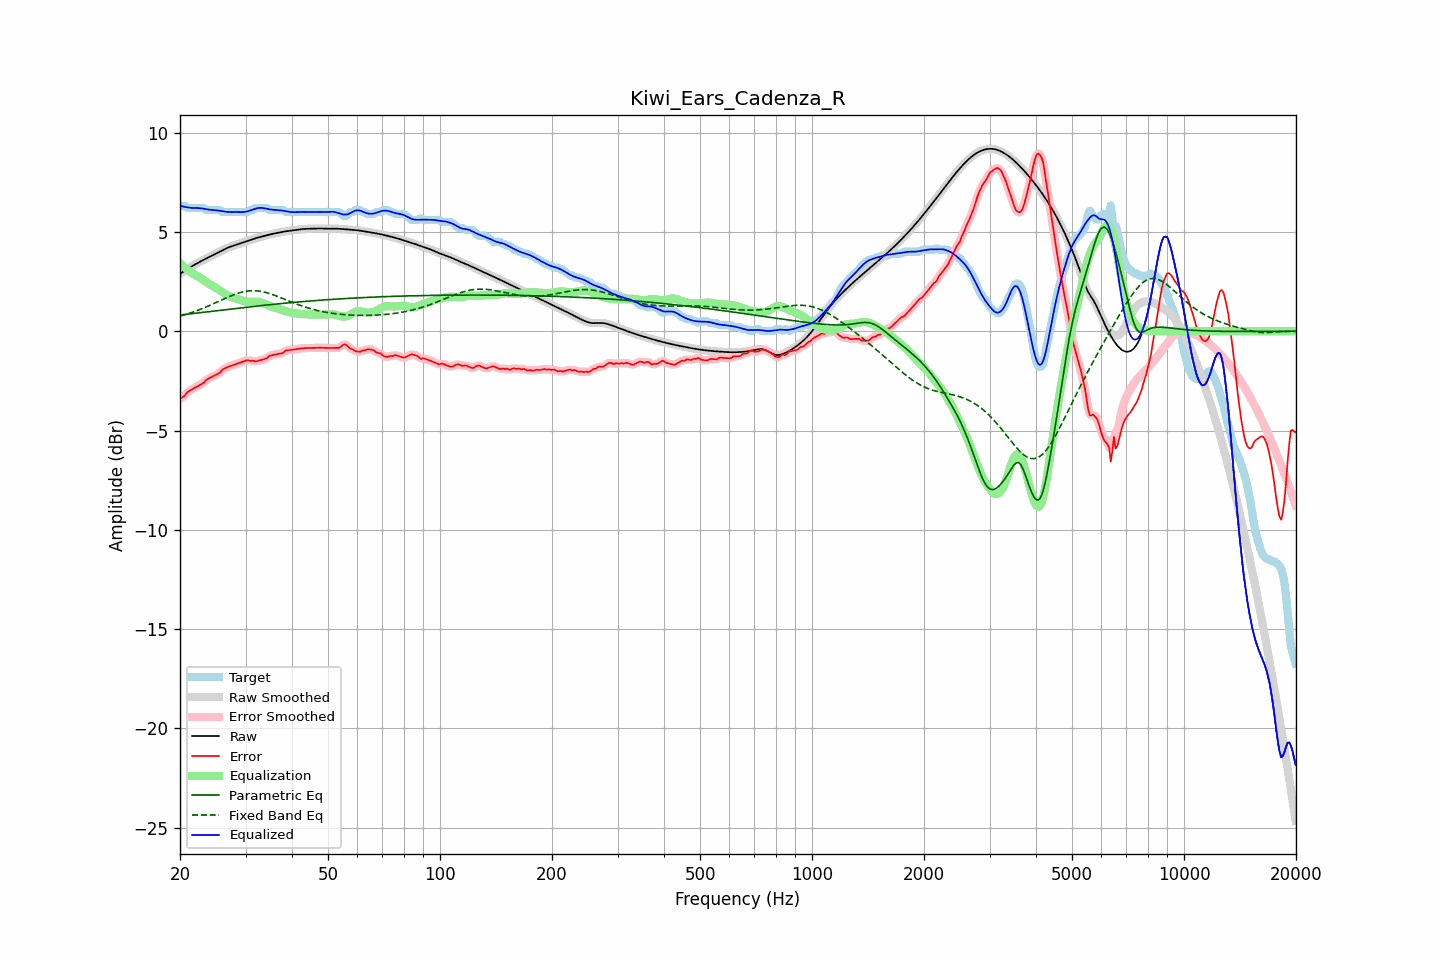 Kiwi_Ears_Cadenza_R
10
5
0
−5
−10
−15
−20
−25
Amplitude (dBr)
Target
Raw Smoothed
Error Smoothed
Raw
Error
Equalization
Parametric Eq
Fixed Band Eq
Equalized
20 50 100 200 500 1000 2000 5000 10000 20000
Frequency (Hz)